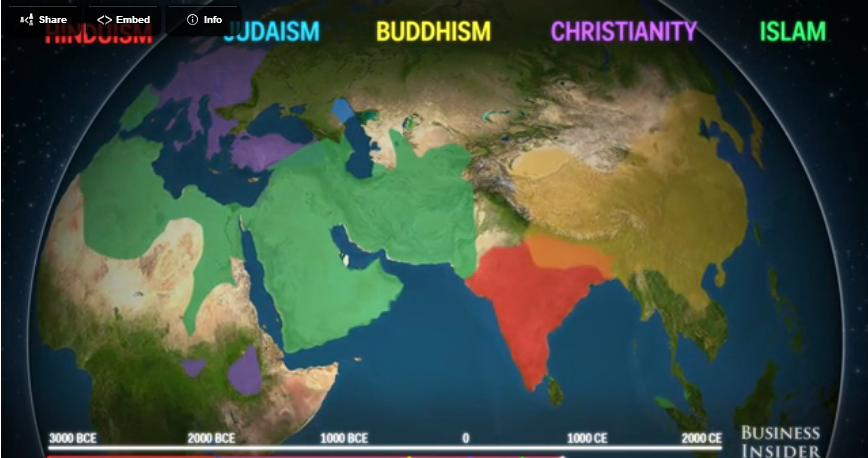 Share
<> Embed
Info
HINDUISM
JUDAISM
BUDDHISM
CHRISTIANITY
ISLAM
3000 BCE
2000 BCE
1000 BCE
0
1000 CE
2000 CE
BUSINESS
INSIDER